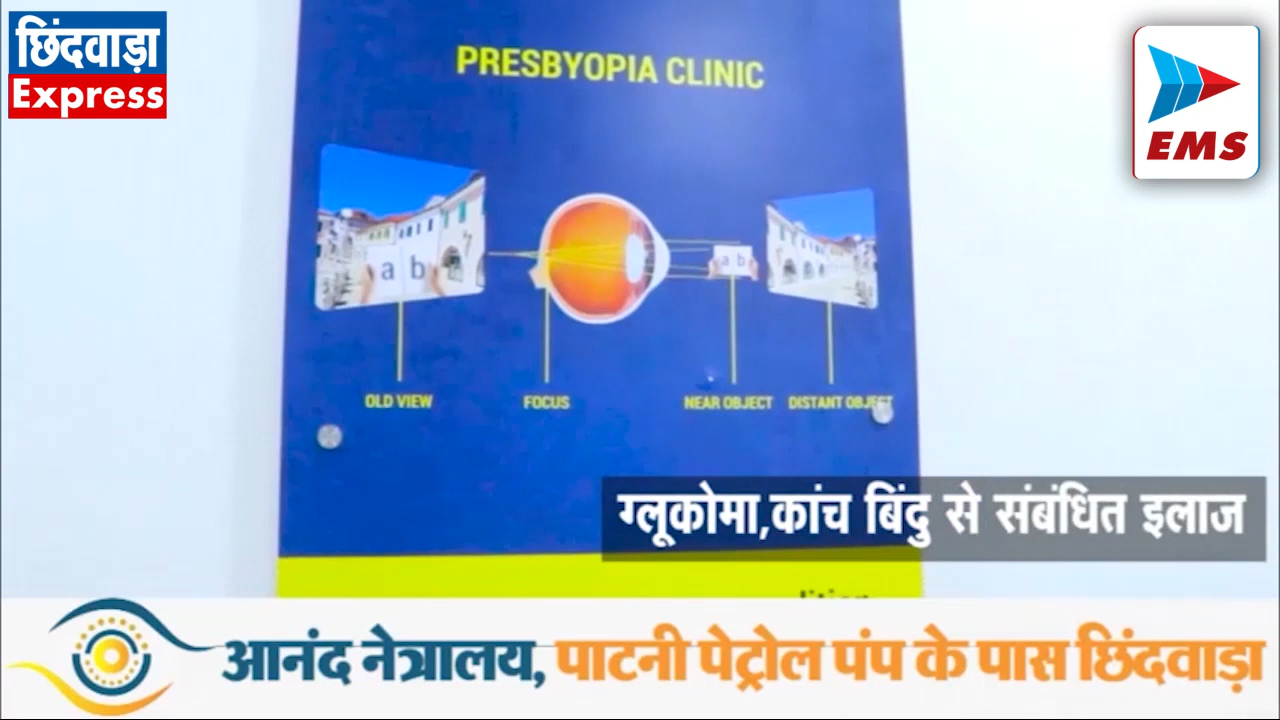 छिंदवाड़ा
Express
EMS
PRESBYOPIA CLINIC
a b
a b
OLD VIEW
FOCUS
NEAR OBJECT
DISTANT OBJECT
ग्लूकोमा,कांच बिंदु से संबंधित इलाज
आनंद नेत्रालय, पाटनी पेट्रोल पंप के पास छिंदवाड़ा